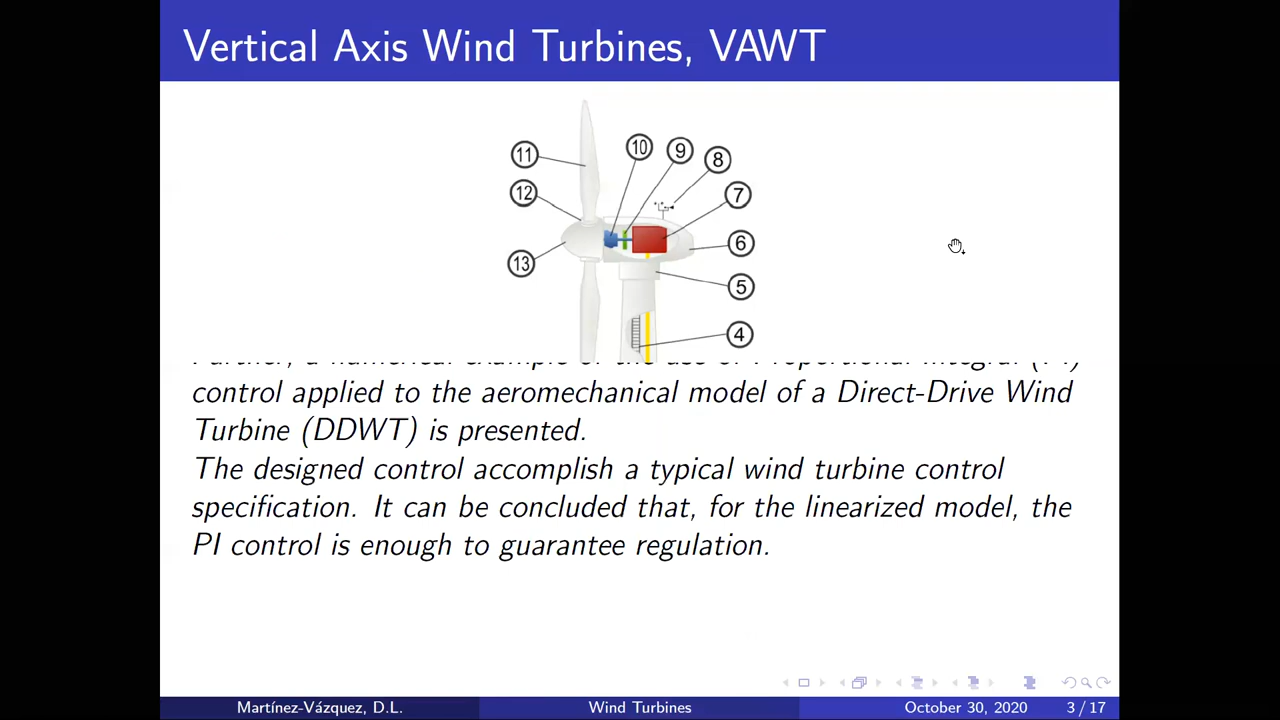 Vertical Axis Wind Turbines, VAWT
11
10
9
8
12
7
13
6
5
4
control applied to the aeromechanical model of a Direct-Drive Wind
Turbine (DDWT) is presented.
The designed control accomplish a typical wind turbine control
specification. It can be concluded that, for the linearized model, the
PI control is enough to guarantee regulation.
Martínez-Vázquez, D.L.
Wind Turbines
October 30, 2020
3 / 17